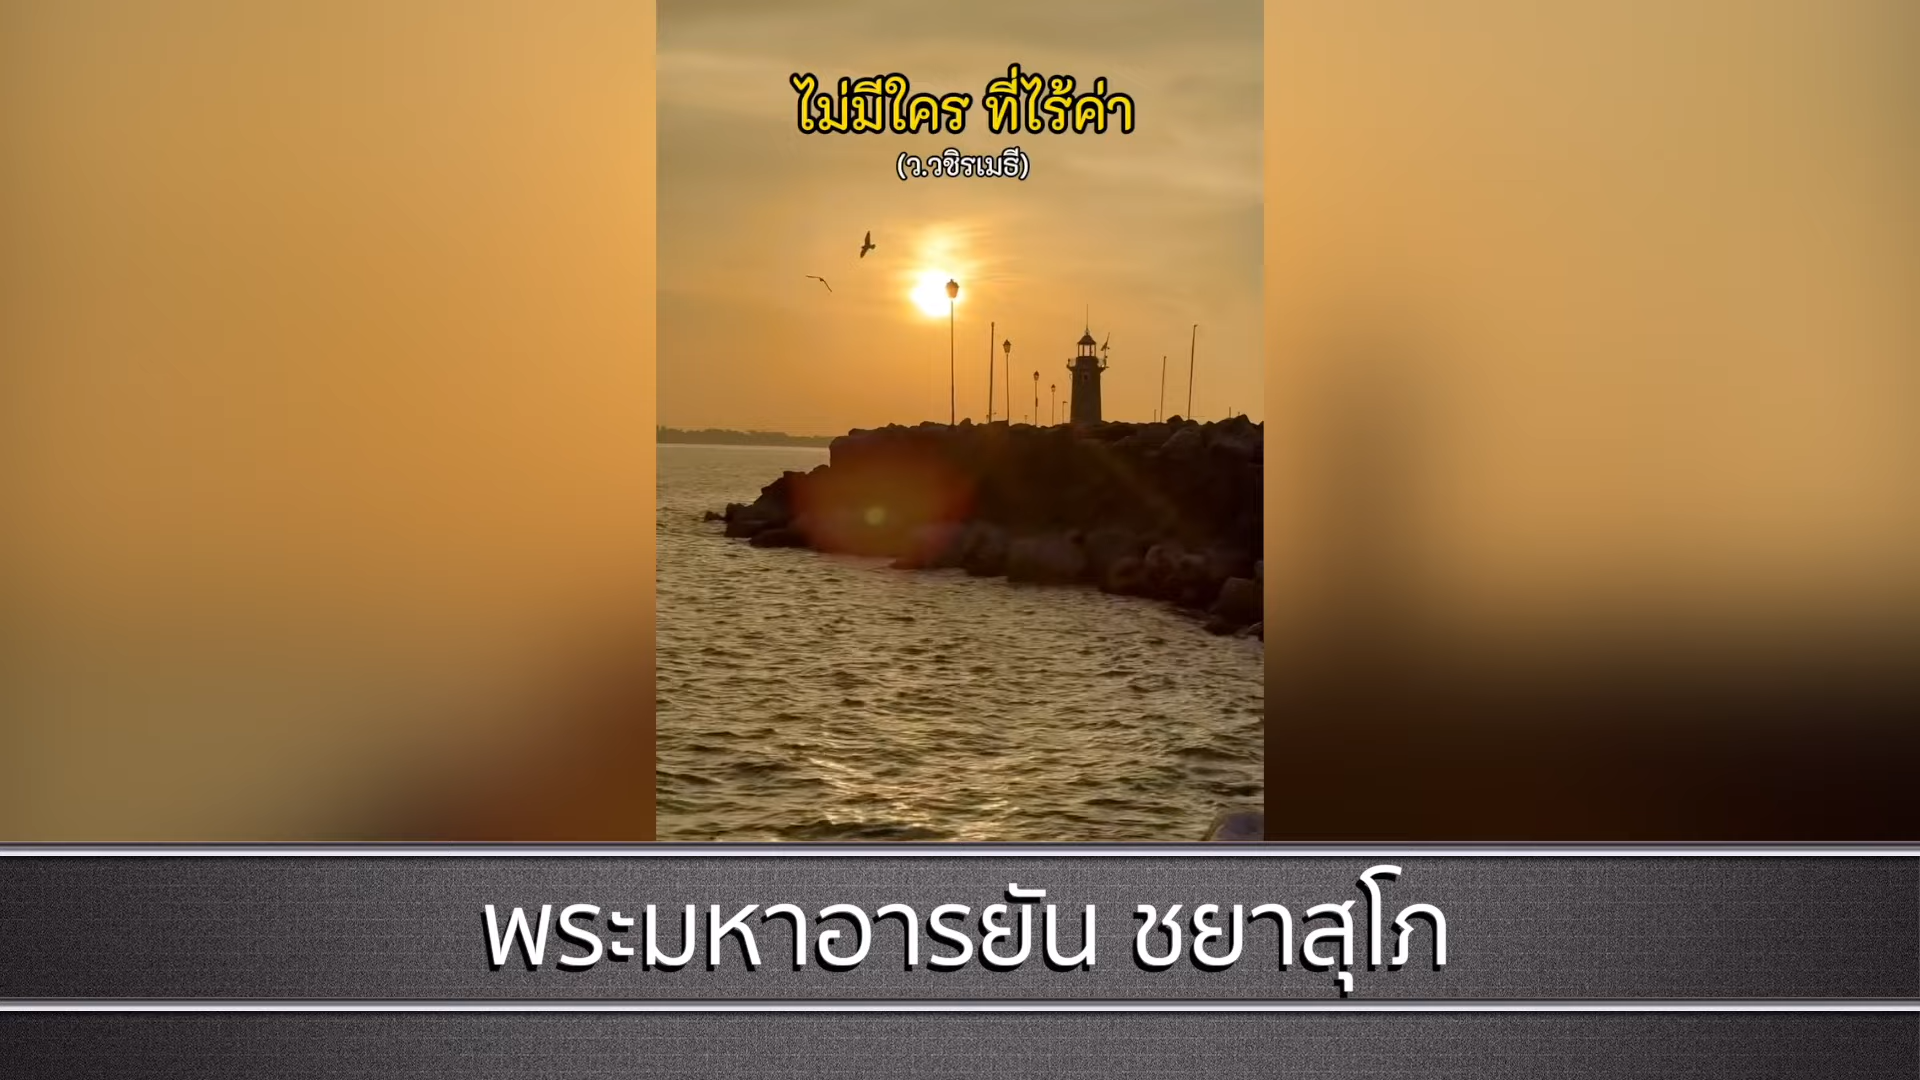 ไม่มีใคร ที่ไร้ค่า
(ว.วชิรเมธี)
พระมหาอารยัน ชยาสุโภ